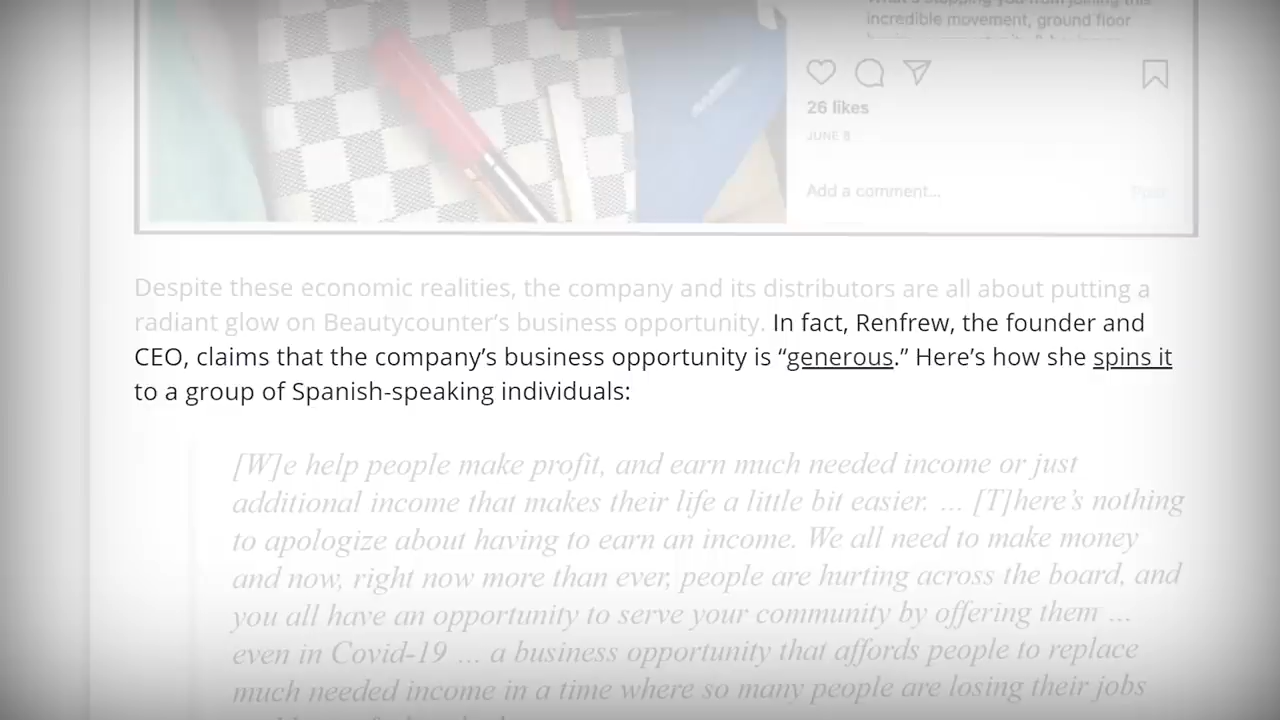 incredible movement, ground floor
26 likes
JUNE 8
Add a comment...
Post
Despite these economic realities, the company and its distributors are all about putting a
radiant glow on Beautycounter’s business opportunity. In fact, Renfrew, the founder and
CEO, claims that the company’s business opportunity is “generous.” Here’s how she spins it
to a group of Spanish-speaking individuals:
[W]e help people make profit, and earn much needed income or just
additional income that makes their life a little bit easier. … [T]here’s nothing
to apologize about having to earn an income. We all need to make money
and now, right now more than ever, people are hurting across the board, and
you all have an opportunity to serve your community by offering them …
even in Covid-19 … a business opportunity that affords people to replace
much needed income in a time where so many people are losing their jobs